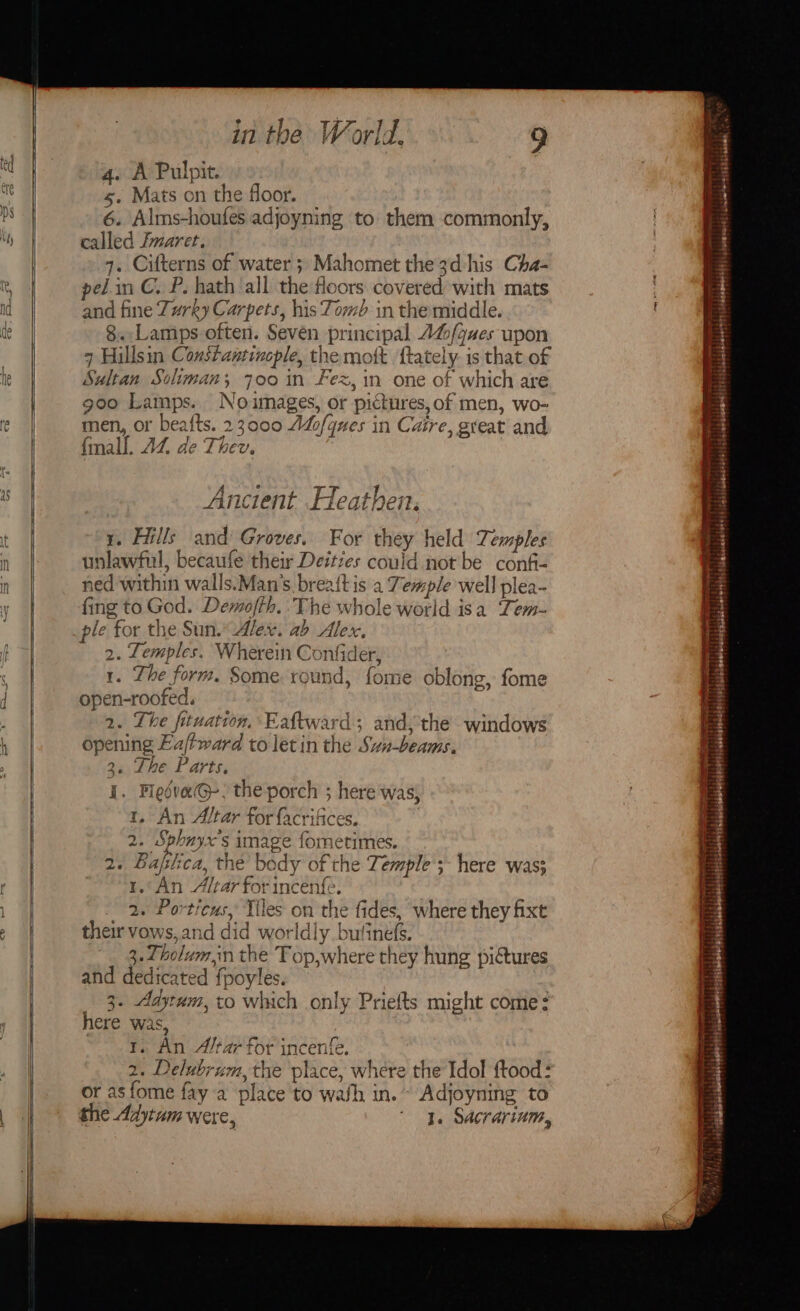 in the World. 9
4. A Pulpit.
5. Mats on the floor.
6. Alms-houſes adjoyning to them commonly,
called Imaret.
7. Ciſterns of water; Mahomet the 3d his Cha-
pel in C. P. hath all the floors covered with mats
and fine Turky Carpets, his Tomb in the middle.
8. Lamps often. Seven principal Moſques upon
7 Hills in Conſtantinople, the moſt ſtately is that of
Sultan Soliman; 700 in Fez, in one of which are
900 Lamps. No images, or pictures, of men, wo-
men, or beaſts. 23000 Moſques in Caire, great and
ſmall. M. de Thev.
Ancient Heathen.
1. Hills and Groves. For they held Temples
unlawful, becauſe their Deities could not be confi-
ned within walls. Man's breaſt is a Temple well plea-
ſing to God. Demoſth. The whole world is a Tem-
ple for the Sun. Alex. ab Alex.
2. Temples. Wherein Conſider,
1. The form. Some round, ſome oblong, ſome
open-roofed.
2. The ſituation. Eaſtward; and, the windows
opening Eaſtward to let in the Sun-beams.
3. The Parts.
1. the porch; here was,
1. An Altar for ſacrifices.
2. Sphnyx's image ſometimes.
2. Baſilica, the body of the Temple; here was;
1. An Altar for incenſe.
2. Porticus, Iles on the ſides, where they fixt
their vows, and did worldly buſineſs.
3. Tholum, in the Top, where they hung pictures
and dedicated ſpoyles.
3. Adytum, to which only Prieſts might come:
here was,
1. An Altar for incenſe.
2. Delubrum, the place, where the Idol ſtood:
or as ſome ſay a place to waſh in. Adjoyning to
the Adytum were, 1. Sacrarium,